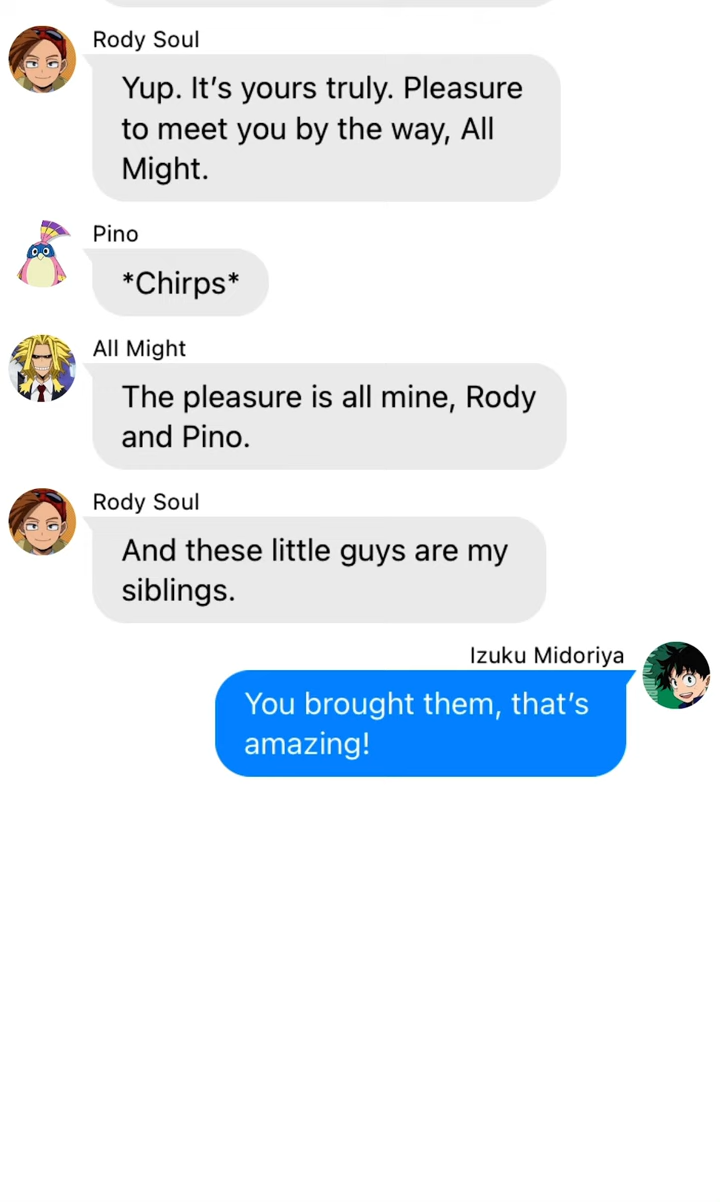 Rody Soul
Yup. It’s yours truly. Pleasure
to meet you by the way, All
Might.
Pino
*Chirps*
All Might
The pleasure is all mine, Rody
and Pino.
Rody Soul
And these little guys are my
siblings.
Izuku Midoriya
You brought them, that’s
amazing!